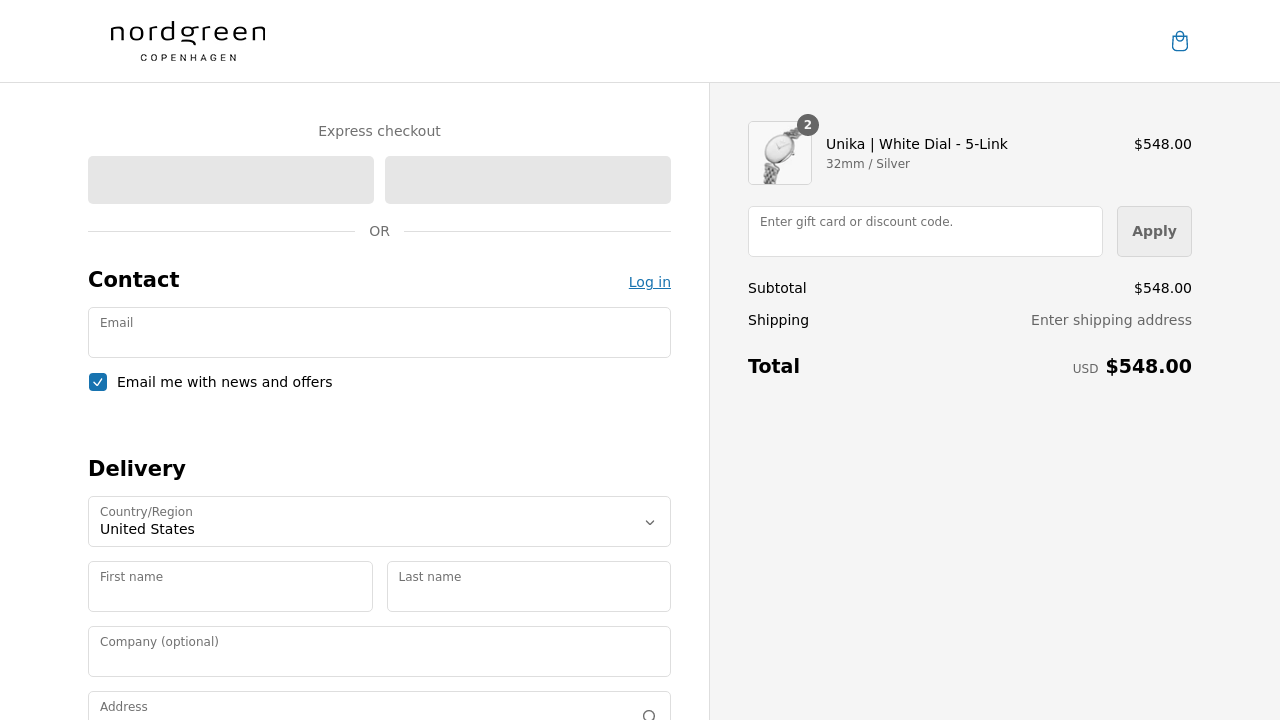 nordgreen
COPENHAGEN
Express checkout
OR
Contact
Log in
Email
Email me with news and offers
Delivery
Country/Region
United States
First name
Last name
Company (optional)
Address
2
Unika | White Dial - 5-Link
$548.00
32mm / Silver
Enter gift card or discount code.
Apply
Subtotal
$548.00
Shipping
Enter shipping address
Total
USD $548.00